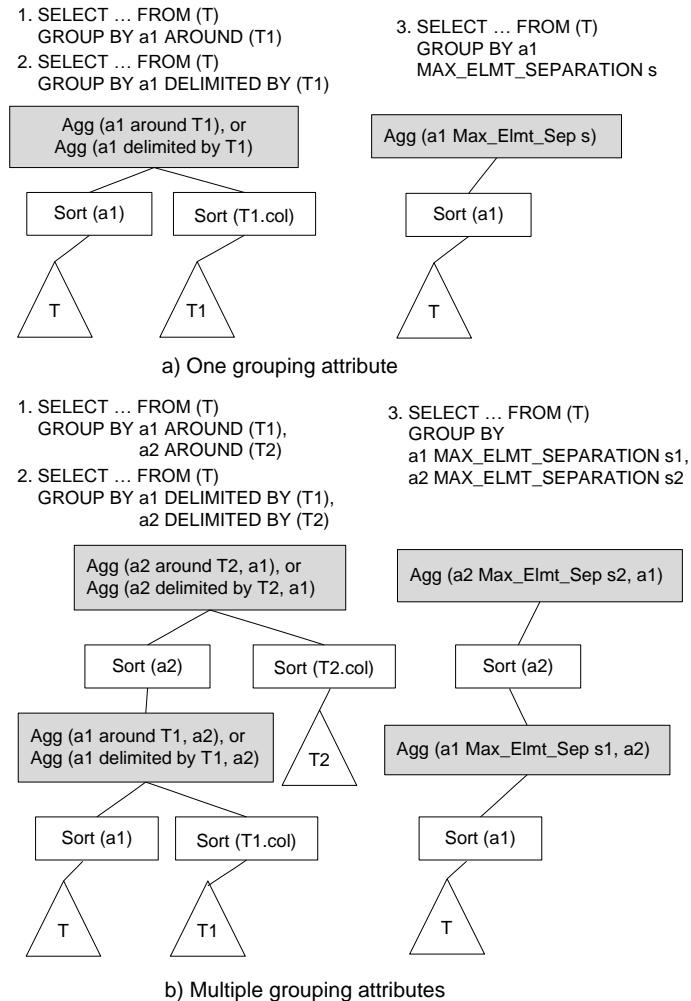 1. SELECT … FROM (T)
GROUP BY a1 AROUND (T1)
2. SELECT … FROM (T)
GROUP BY a1 DELIMITED BY (T1)
3. SELECT … FROM (T)
GROUP BY a1
MAX_ELMT_SEPARATION s
Agg (a1 around T1), or
Agg (a1 delimited by T1)
Agg (a1 Max_Elmt_Sep s)
Sort (a1)
Sort (T1.col)
Sort (a1)
T
T1
T
a) One grouping attribute
1. SELECT … FROM (T)
GROUP BY a1 AROUND (T1),
a2 AROUND (T2)
2. SELECT … FROM (T)
GROUP BY a1 DELIMITED BY (T1),
a2 DELIMITED BY (T2)
3. SELECT … FROM (T)
GROUP BY
a1 MAX_ELMT_SEPARATION s1,
a2 MAX_ELMT_SEPARATION s2
Agg (a2 around T2, a1), or
Agg (a2 delimited by T2, a1)
Agg (a2 Max_Elmt_Sep s2, a1)
Sort (a2)
Sort (T2.col)
Sort (a2)
Agg (a1 around T1, a2), or
Agg (a1 delimited by T1, a2)
T2
Agg (a1 Max_Elmt_Sep s1, a2)
Sort (a1)
Sort (T1.col)
Sort (a1)
T
T1
T
b) Multiple grouping attributes